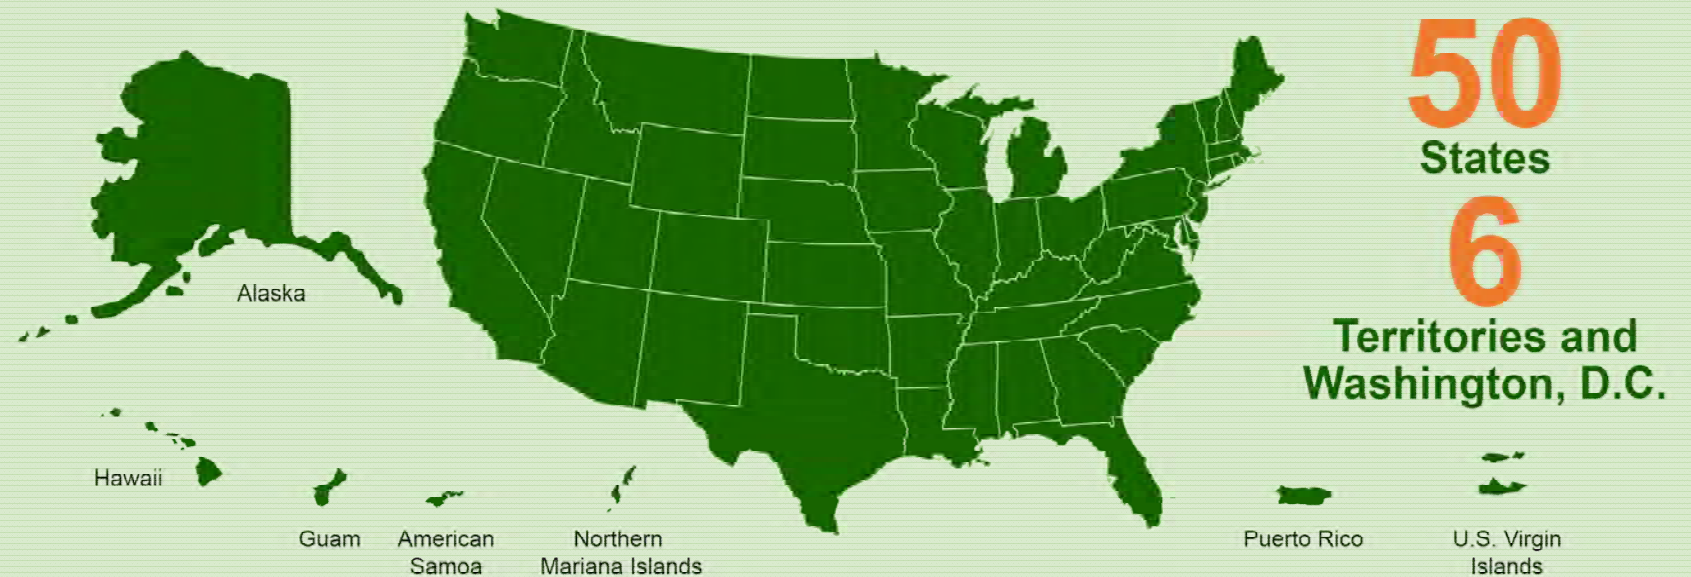 50
States
6
Territories and
Washington, D.C.
Alaska
Hawaii
Guam
American
Samoa
Northern
Mariana Islands
Puerto Rico
U.S. Virgin
Islands